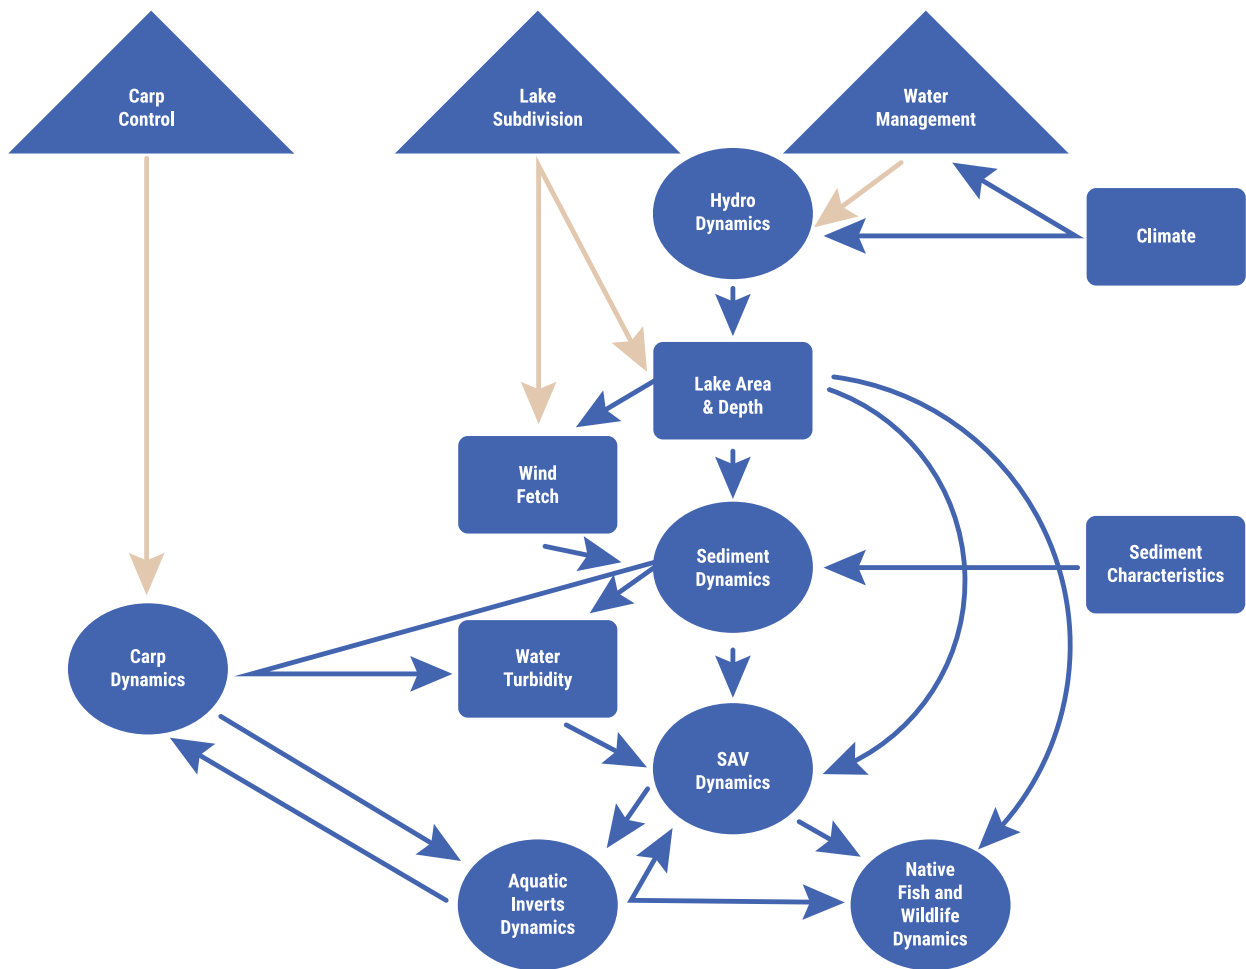 Carp
Control
Lake
Subdivision
Water
Management
Hydro
Dynamics
Climate
Lake Area
& Depth
Wind
Fetch
Sediment
Dynamics
Sediment
Characteristics
Carp
Dynamics
Water
Turbidity
SAV
Dynamics
Aquatic
Inverts
Dynamics
Native
Fish and
Wildlife
Dynamics